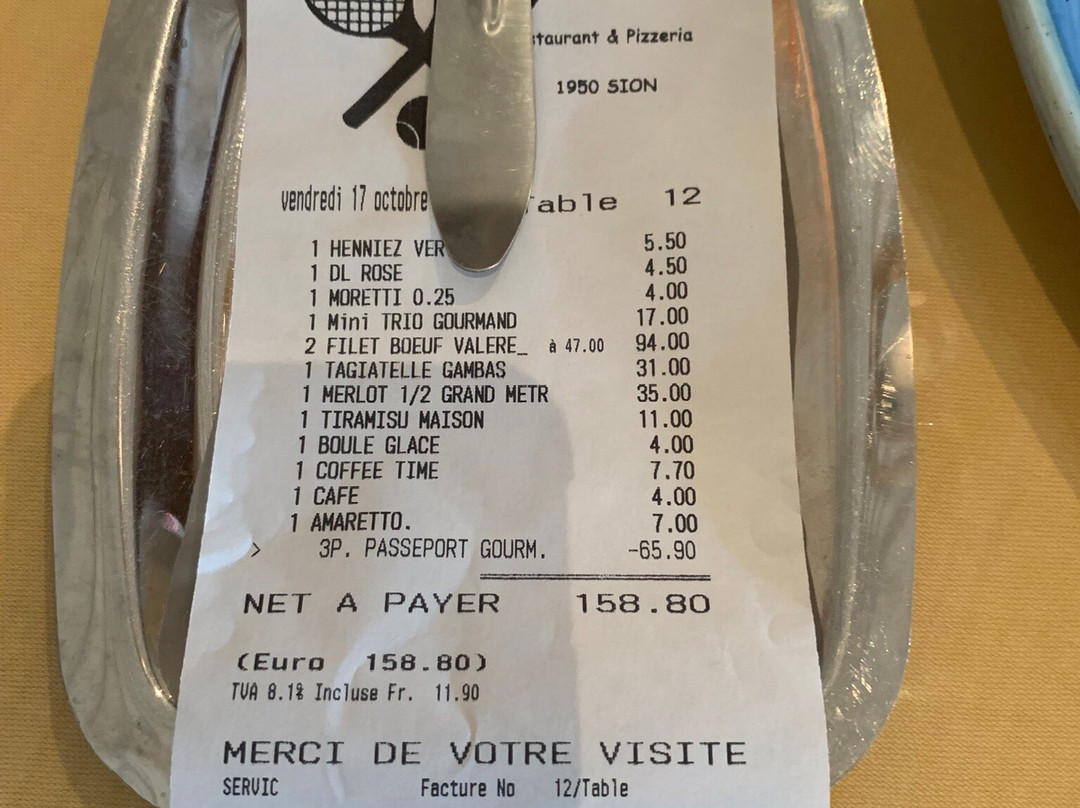 & Pizzeria
1950 SION
vendredi 17 octobre
12
1 HENNIEZ 5.50
1 DL ROSE 4.50
1 MORETTI 0.25 4.00
1 Mini TRIO GOURMAND 17.00
2 FILET BOEUF VALERE_ à 47.00 94.00
1 TAGIATELLE GAMBAS 31.00
1 MERLOT 1/2 GRAND METR 35.00
1 TIRAMISU MAISON 11.00
1 BOULE GLACE 4.00
1 COFFEE TIME 7.70
1 CAFE 4.00
1 AMARETTO. 7.00
> 3P. PASSEPORT GOURM. -65.90
NET A PAYER 158.80
(Euro 158.80)
TVA 8.1% Incluse Fr. 11.90
MERCI DE VOTRE VISITE
SERVIC Facture No 12/Table